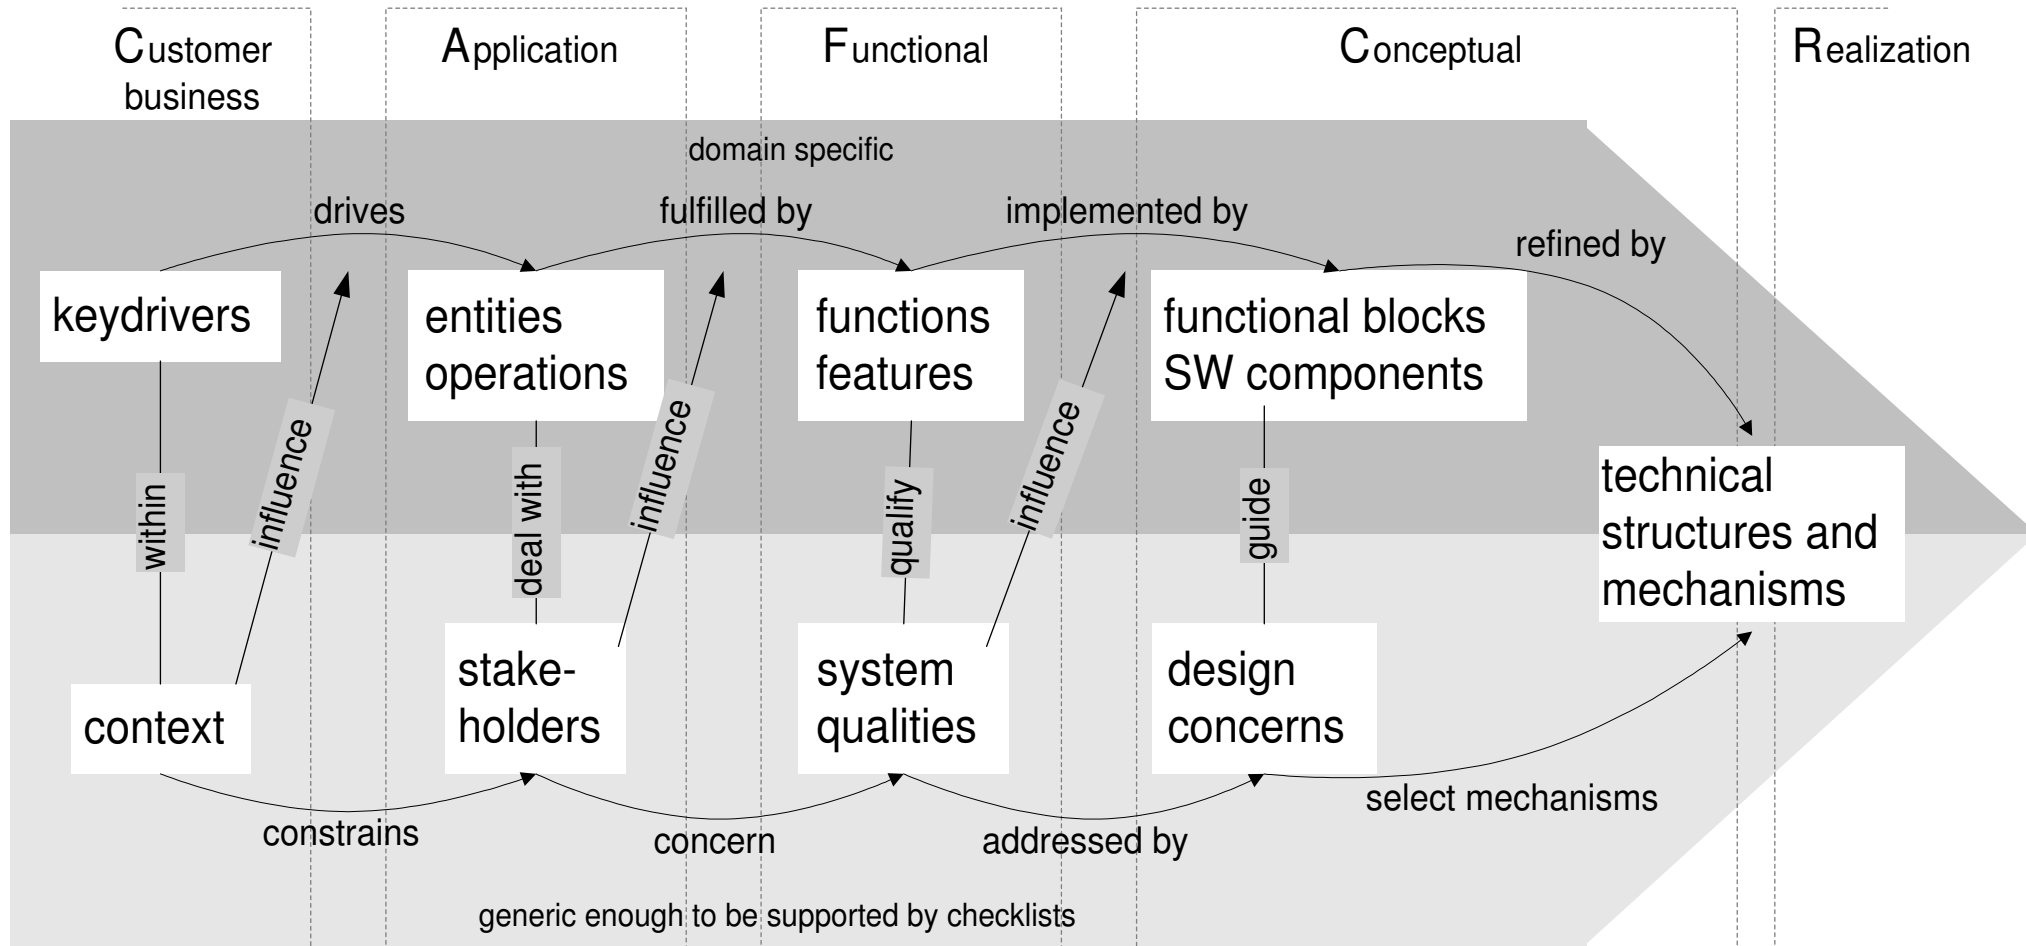 Customer
business
Application
Functional
Conceptual
Realization
domain specific
drives
fulfilled by
implemented by
refined by
keydrivers
entities
operations
functions
features
functional blocks
SW components
within
influence
deal with
influence
qualify
influence
guide
technical
structures and
mechanisms
context
stake-
holders
system
qualities
design
concerns
constrains
concern
addressed by
select mechanisms
generic enough to be supported by checklists